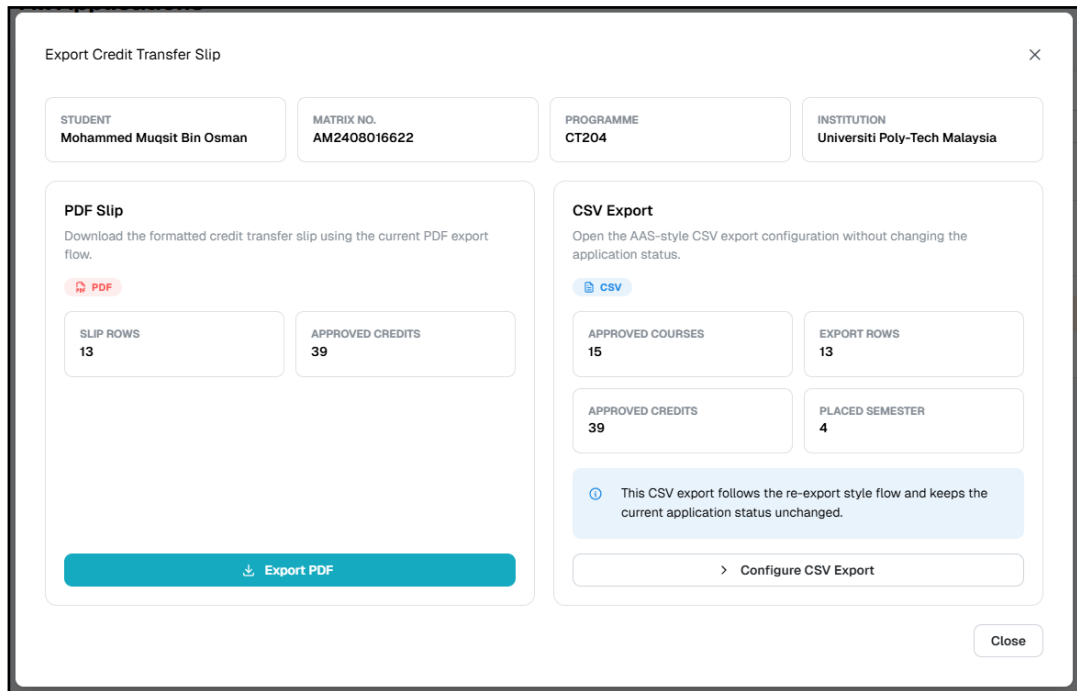 Export Credit Transfer Slip
STUDENT
Mohammed Muqsit Bin Osman
MATRIX NO.
AM2408016622
PROGRAMME
CT204
INSTITUTION
Universiti Poly-Tech Malaysia
PDF Slip
Download the formatted credit transfer slip using the current PDF export
flow.
PDF
SLIP ROWS
13
APPROVED CREDITS
39
Export PDF
CSV Export
Open the AAS-style CSV export configuration without changing the
application status.
CSV
APPROVED COURSES
15
EXPORT ROWS
13
APPROVED CREDITS
39
PLACED SEMESTER
4
This CSV export follows the re-export style flow and keeps the
current application status unchanged.
Configure CSV Export
Close